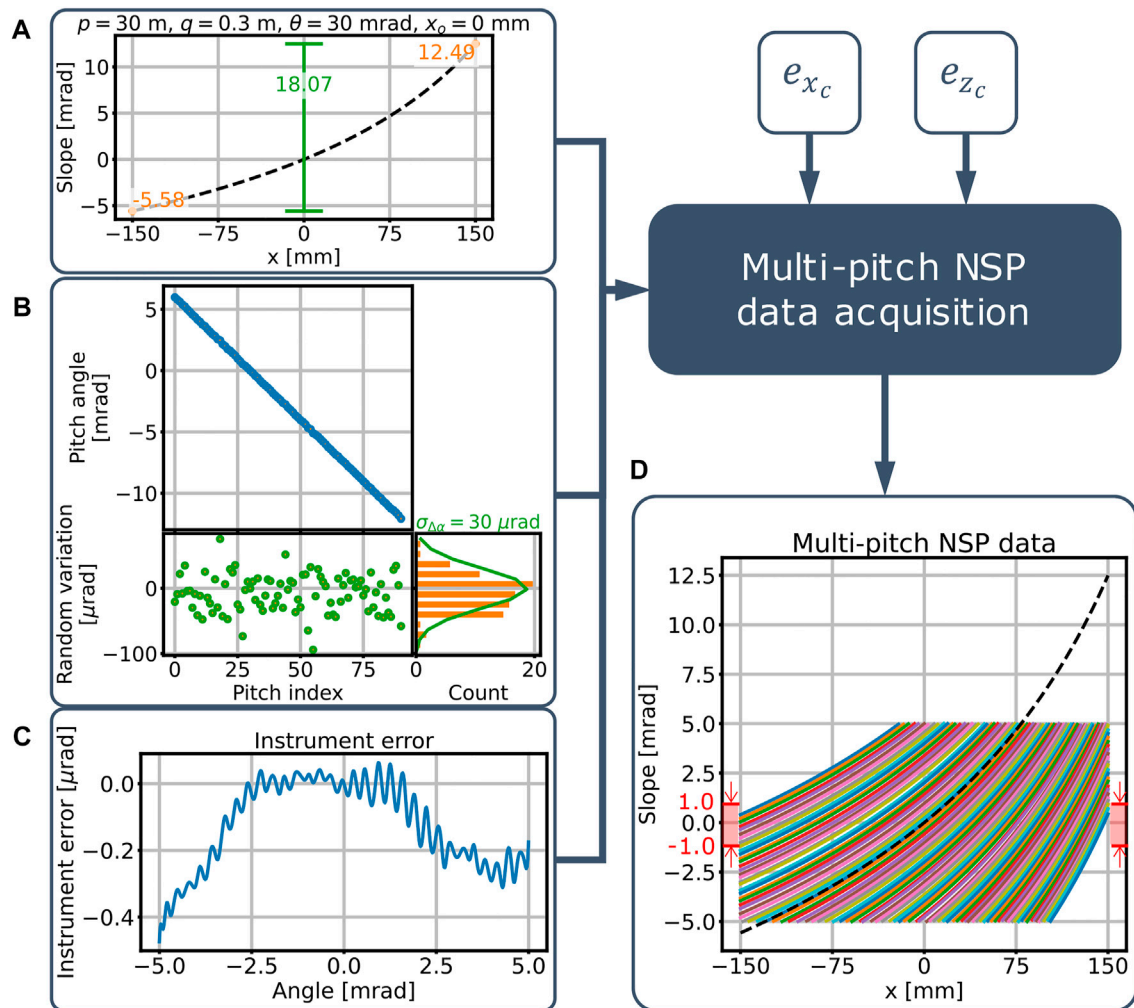 A
p = 30 m, q = 0.3 m, θ = 30 mrad, xₒ = 0 mm
Slope [mrad]
10
5
0
−5
12.49
18.07
-5.58
−150
−75
0
75
150
x [mm]
e_{x_c}
e_{z_c}
Multi-pitch NSP
data acquisition
B
Pitch angle
[mrad]
5
0
−5
−10
Random variation
[μrad]
0
−100
0
25
50
75
Pitch index
σ_{Δα} = 30 μrad
0
20
Count
C
Instrument error
Instrument error [μrad]
0.0
−0.2
−0.4
−5.0
−2.5
0.0
2.5
5.0
Angle [mrad]
D
Multi-pitch NSP data
Slope [mrad]
12.5
10.0
7.5
5.0
2.5
1.0
0.0
-1.0
−2.5
−5.0
−150
−75
0
75
150
x [mm]